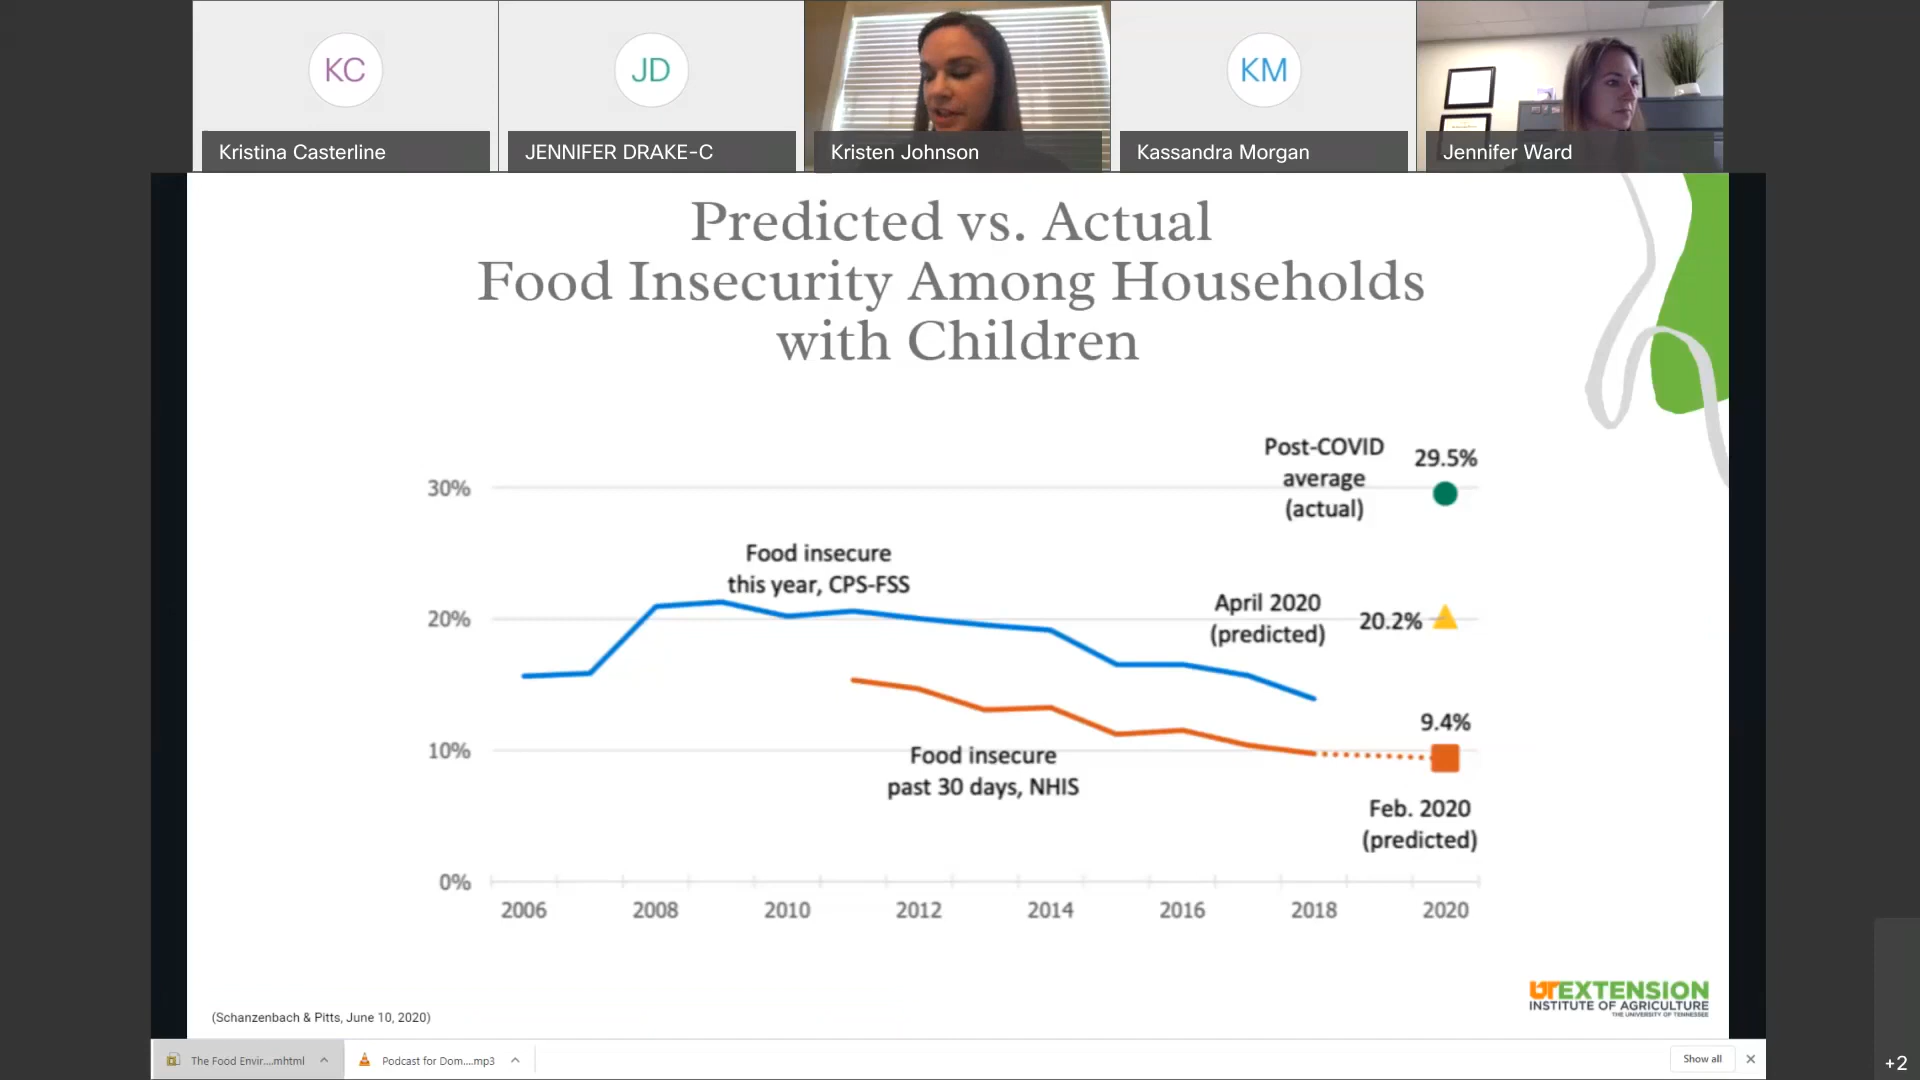 KC
JD
KM
Kristina Casterline
JENNIFER DRAKE-C
Kristen Johnson
Kassandra Morgan
Jennifer Ward
Predicted vs. Actual
Food Insecurity Among Households
with Children
Post-COVID
average
(actual)
29.5%
30%
Food insecure
this year, CPS-FSS
April 2020
(predicted)
20.2%
20%
9.4%
10%
Food insecure
past 30 days, NHIS
Feb. 2020
(predicted)
0%
2006 2008 2010 2012 2014 2016 2018 2020
UTEXTENSION
INSTITUTE OF AGRICULTURE
THE UNIVERSITY OF TENNESSEE
(Schanzenbach & Pitts, June 10, 2020)
The Food Envir....mhtml
Podcast for Dom....mp3
Show all
+2